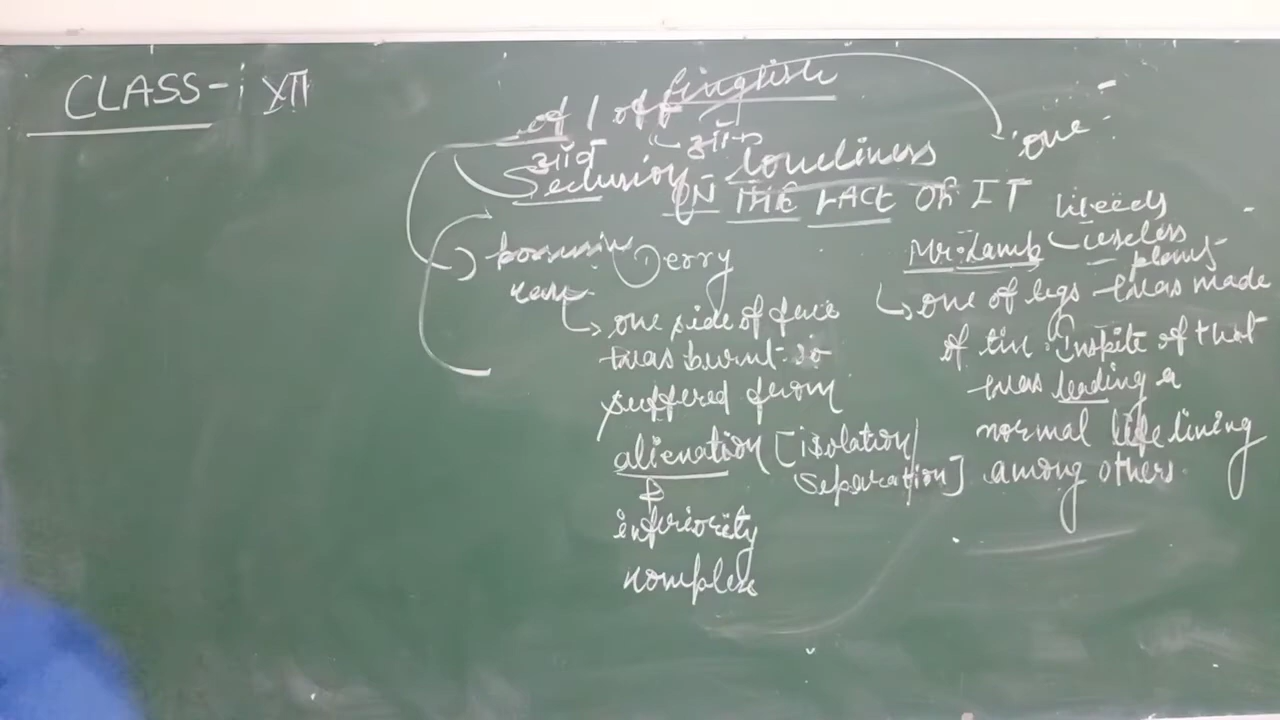 CLASS - XII
English
of / off
Seclusion loneliness
'one'
ON THE FACE OF IT
Derry
one side of face
was burnt. so
suffered from
alienation [isolation/
separation]
&
inferiority
complex
Mr. Lamb
weeds
useless
plants
one of legs was made
of tin. Inspite of that
was leading a
normal life living
among others.